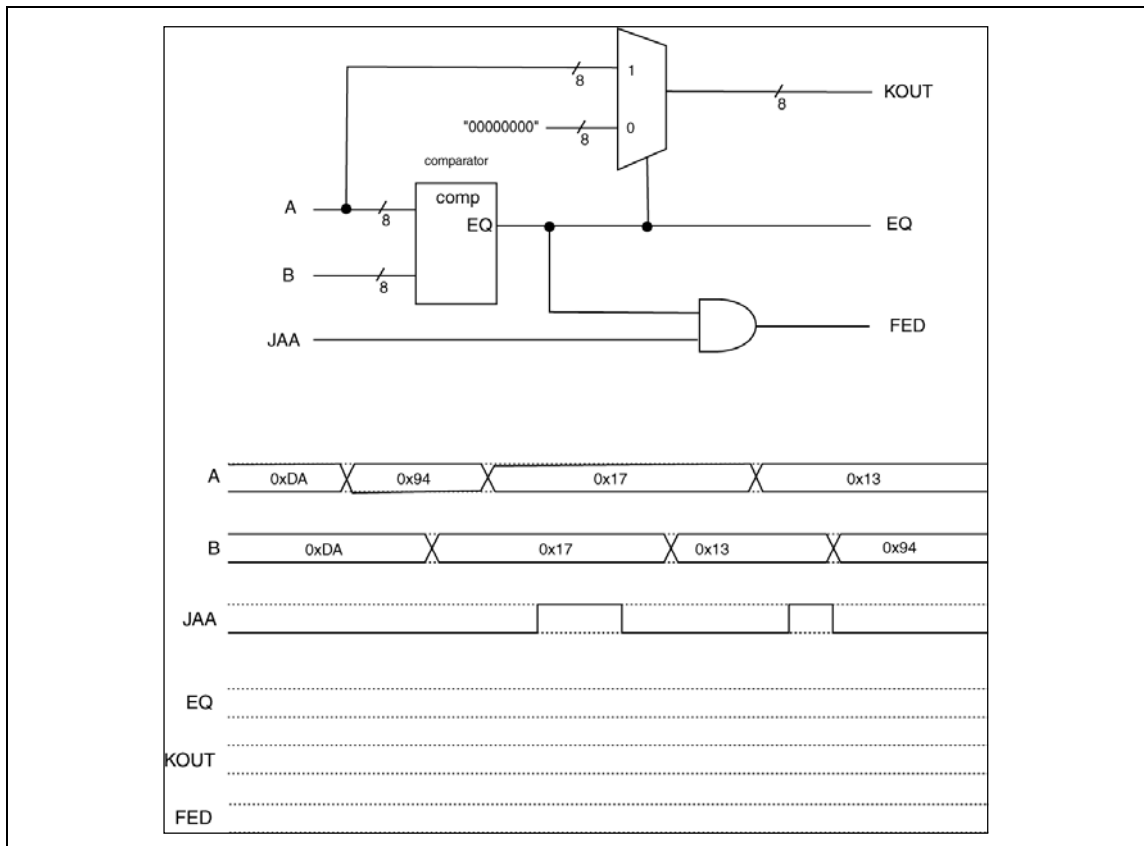 1
8
KOUT
8
"00000000"
8
0
comparator
A
8
comp
EQ
EQ
B
8
FED
JAA
A
0xDA
0x94
0x17
0x13
B
0xDA
0x17
0x13
0x94
JAA
EQ
KOUT
FED